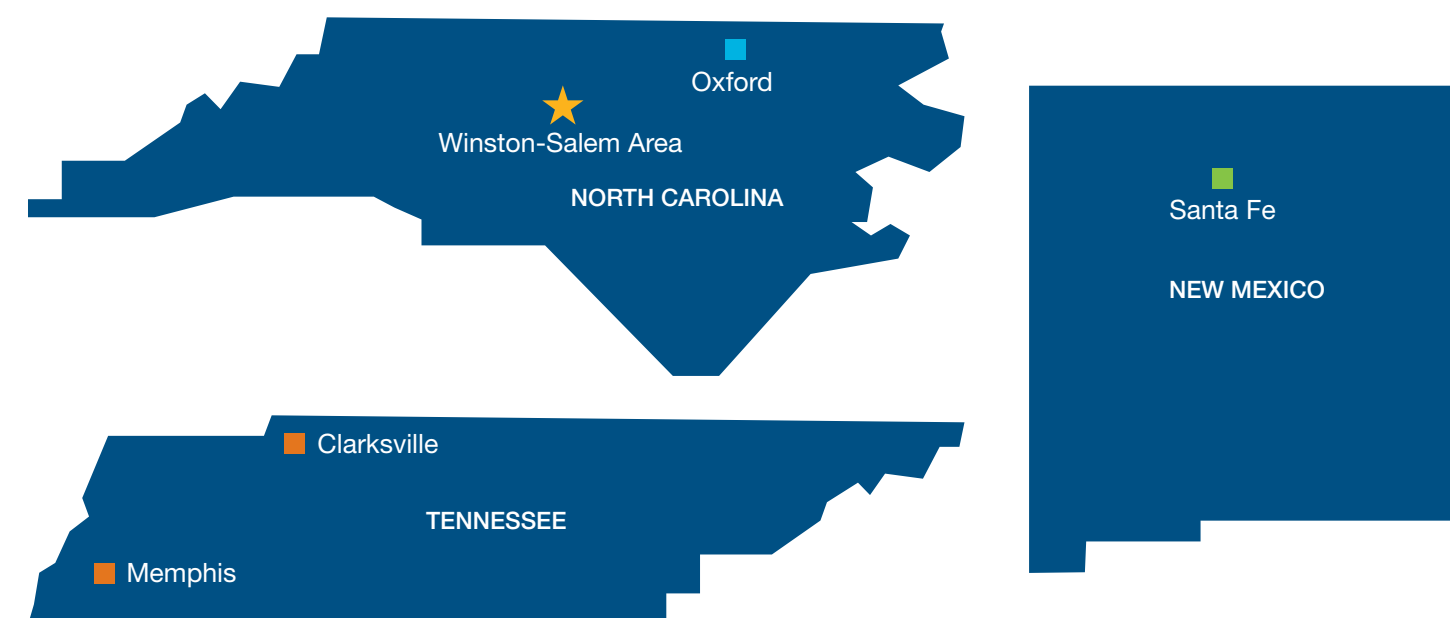 Oxford
Winston-Salem Area
NORTH CAROLINA
Santa Fe
NEW MEXICO
Clarksville
TENNESSEE
Memphis